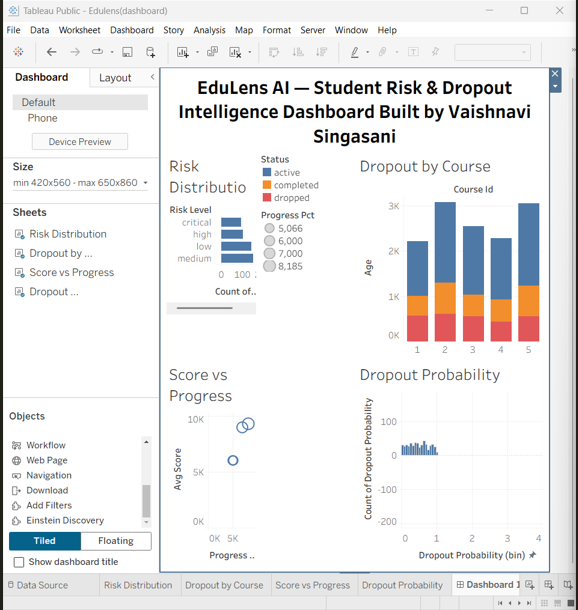 Tableau Public - Edulens(dashboard)
File Data Worksheet Dashboard Story Analysis Map Format Server Window Help
Dashboard Layout
Default
Phone
Device Preview
Size
min 420x560 - max 650x860
Sheets
Risk Distribution
Dropout by ...
Score vs Progress
Dropout ...
Objects
Workflow
Web Page
Navigation
Download
Add Filters
Einstein Discovery
Tiled Floating
Show dashboard title
EduLens AI — Student Risk & Dropout
Intelligence Dashboard Built by Vaishnavi
Singasani
Risk
Distributio
Risk Level
critical
high
low
medium
0 100
Count of..
Status
active
completed
dropped
Progress Pct
5,066
6,000
7,000
8,185
Dropout by Course
Course Id
Age
3K
2K
1K
0K
1 2 3 4 5
Score vs
Progress
Avg Score
10K
5K
0K
0K 5K
Progress ..
Dropout Probability
Count of Dropout Probability
100
0
-100
-200
0 1 2 3 4
Dropout Probability (bin)
Data Source Risk Distribution Dropout by Course Score vs Progress Dropout Probability Dashboard 1